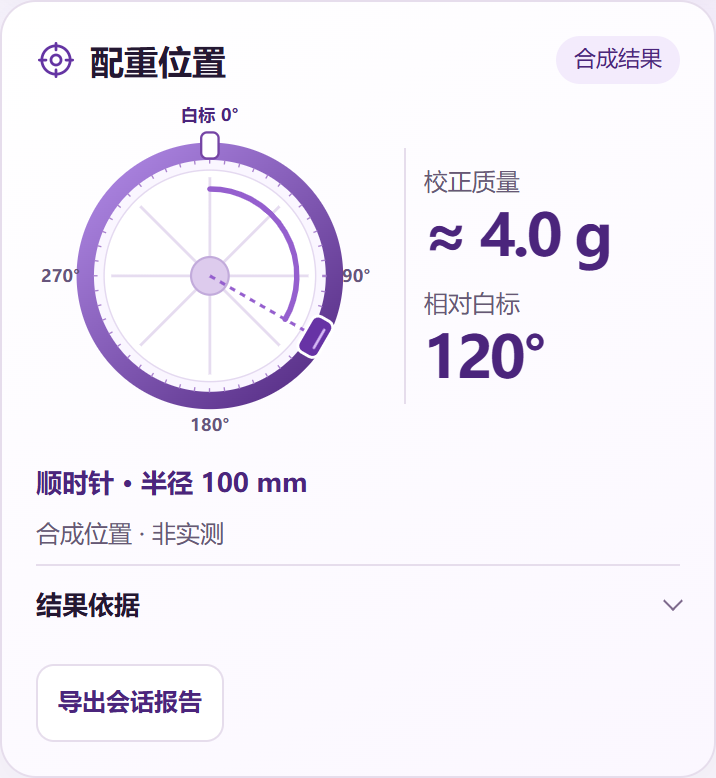 配重位置
合成结果
白标 0°
270°
90°
180°
校正质量
≈ 4.0 g
相对白标
120°
顺时针 • 半径 100 mm
合成位置 · 非实测
结果依据
导出会话报告